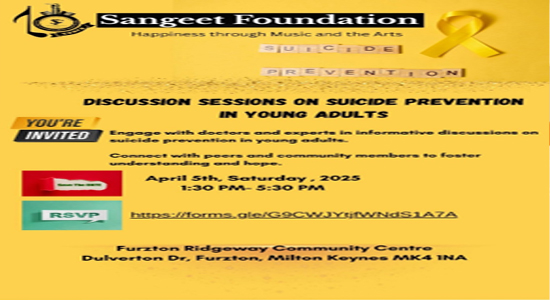 Sangeet Foundation
Happiness through Music and the Arts
SUICIDE
PREVENTION
DISCUSSION SESSIONS ON SUICIDE PREVENTION
IN YOUNG ADULTS
YOU'RE
INVITED
Engage with doctors and experts in informative discussions on
suicide prevention in young adults.
Connect with peers and community members to foster
understanding and hope.
Save The DATE
April 5th, Saturday , 2025
1:30 PM- 5:30 PM
RSVP
https://forms.gle/G9CWJYtjfWNdS1A7A
Furzton Ridgeway Community Centre
Dulverton Dr, Furzton, Milton Keynes MK4 1NA